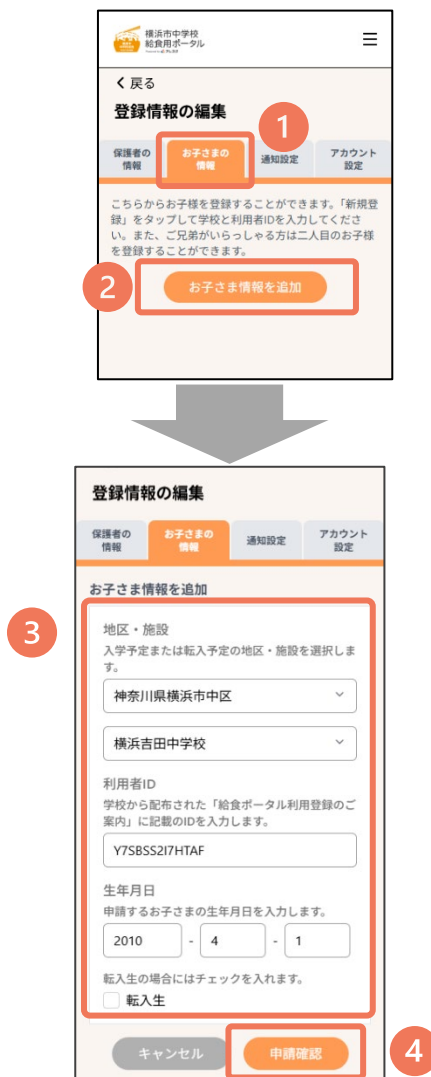 横浜市中学校
給食用ポータル
く 戻る
登録情報の編集
1
保護者の
情報
お子さまの
情報
通知設定
アカウント
設定
こちらからお子様を登録することができます。「新規登
録」をタップして学校と利用者IDを入力してくださ
い。また、ご兄弟がいらっしゃる方は二人目のお子様
を登録することができます。
2
お子さま情報を追加
登録情報の編集
保護者の
情報
お子さまの
情報
通知設定
アカウント
設定
お子さま情報を追加
3
地区・施設
入学予定または転入予定の地区・施設を選択しま
す。
神奈川県横浜市中区
横浜吉田中学校
利用者ID
学校から配布された「給食ポータル利用登録のご
案内」に記載のIDを入力します。
Y7SBSS2I7HTAF
生年月日
申請するお子さまの生年月日を入力します。
2010 - 4 - 1
転入生の場合にはチェックを入れます。
転入生
キャンセル
申請確認
4